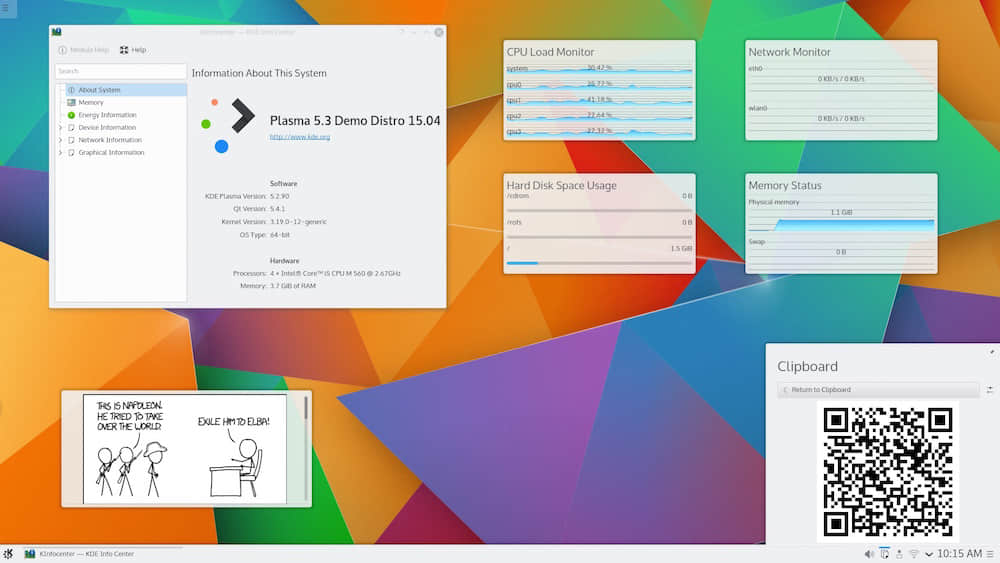 KInfocenter — KDE Info Center
Module Help
Help
Search
Information About This System
About System
Memory
Energy Information
Device Information
Network Information
Graphical Information
Plasma 5.3 Demo Distro 15.04
http://www.kde.org
Software
KDE Plasma Version: 5.2.90
Qt Version: 5.4.1
Kernel Version: 3.19.0-12-generic
OS Type: 64-bit
Hardware
Processors: 4 × Intel® Core™ i5 CPU M 560 @ 2.67GHz
Memory: 3.7 GiB of RAM
CPU Load Monitor
system 30.47 %
cpu0
cpu1 41.18 %
cpu2 22.64 %
cpu3 27.37 %
Network Monitor
eth0
0 KB/s / 0 KB/s
wlan0
0 KB/s / 0 KB/s
Hard Disk Space Usage
/cdrom 0 B
/rofs 0 B
/ 1.5 GiB
Memory Status
Physical memory
1.1 GiB
Swap
0 B
THIS IS NAPOLEON.
HE TRIED TO TAKE
OVER THE WORLD.
EXILE HIM TO ELBA!
Clipboard
Return to Clipboard
KInfocenter — KDE Info Center
10:15 AM